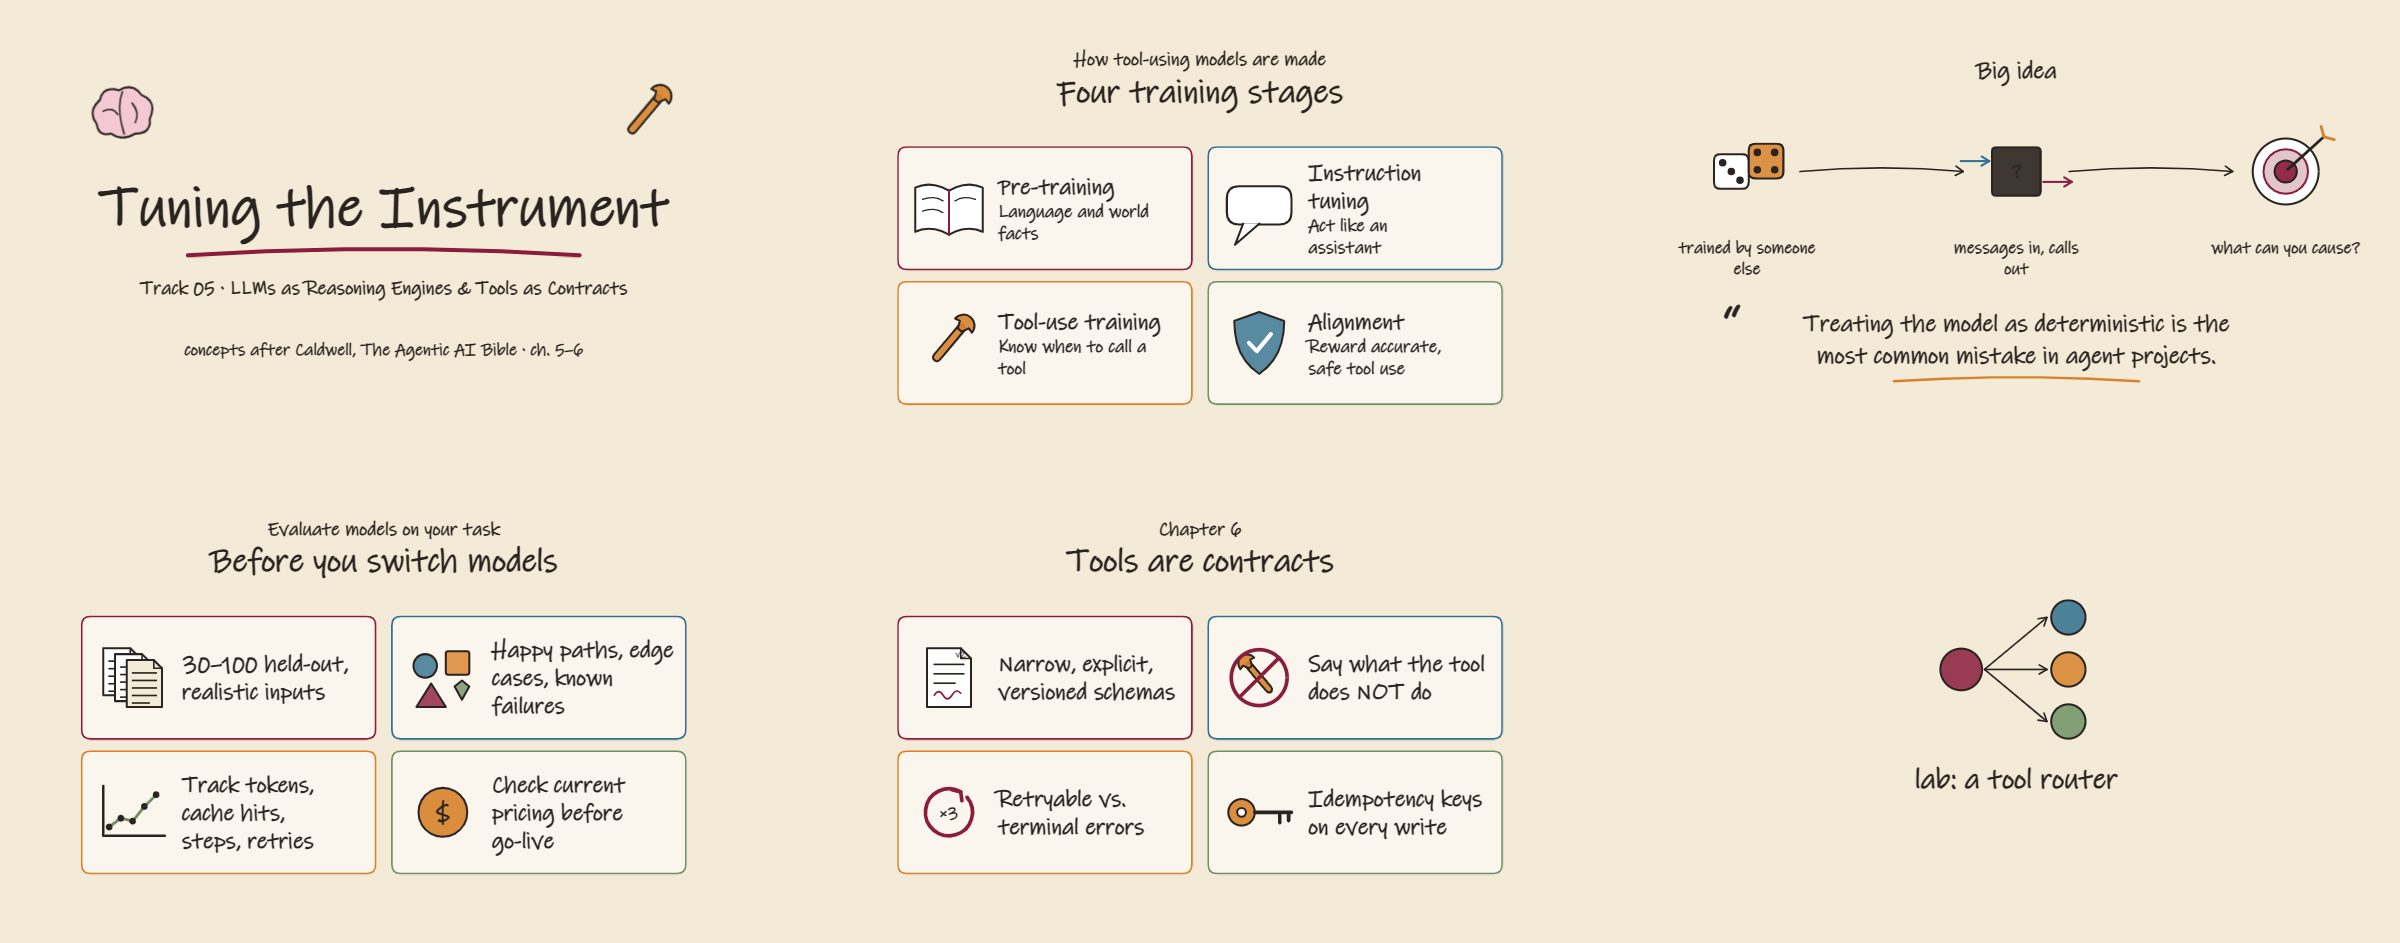 Tuning the Instrument
Track 05 · LLMs as Reasoning Engines & Tools as Contracts
concepts after Caldwell, The Agentic AI Bible · ch. 5–6
How tool-using models are made
Four training stages
Pre-training
Language and world
facts
Instruction
tuning
Act like an
assistant
Tool-use training
Know when to call a
tool
Alignment
Reward accurate,
safe tool use
Big idea
?
trained by someone
else
messages in, calls
out
what can you cause?
“
Treating the model as deterministic is the
most common mistake in agent projects.
Evaluate models on your task
Before you switch models
30–100 held-out,
realistic inputs
Happy paths, edge
cases, known
failures
Track tokens,
cache hits,
steps, retries
$
Check current
pricing before
go-live
Chapter 6
Tools are contracts
Narrow, explicit,
versioned schemas
Say what the tool
does NOT do
×3
Retryable vs.
terminal errors
Idempotency keys
on every write
lab: a tool router